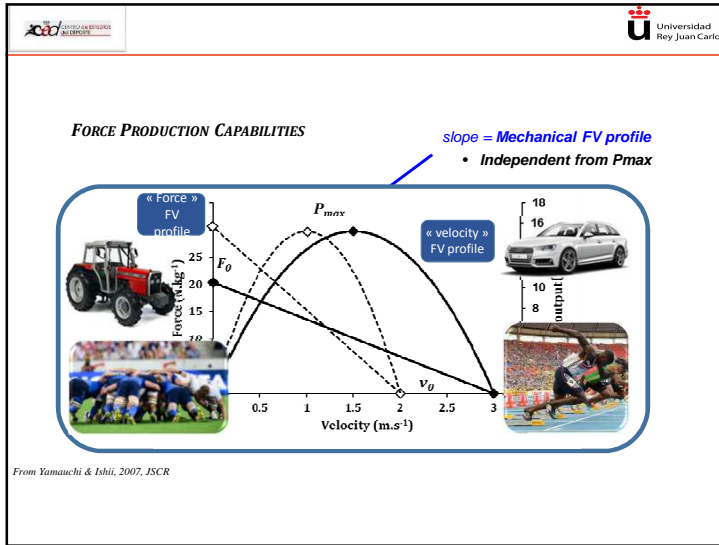 CENTRO de ESTUDIOS
del DEPORTE
Universidad
Rey Juan Carlos
FORCE PRODUCTION CAPABILITIES
slope = Mechanical FV profile
• Independent from Pmax
« Force »
FV
profile
Pmax
« velocity »
FV profile
18
16
10
8
25
20
15
10
F0
Force (N.kg-1)
output
v0
0.5 1 1.5 2 2.5 3
Velocity (m.s-1)
From Yamauchi & Ishii, 2007, JSCR